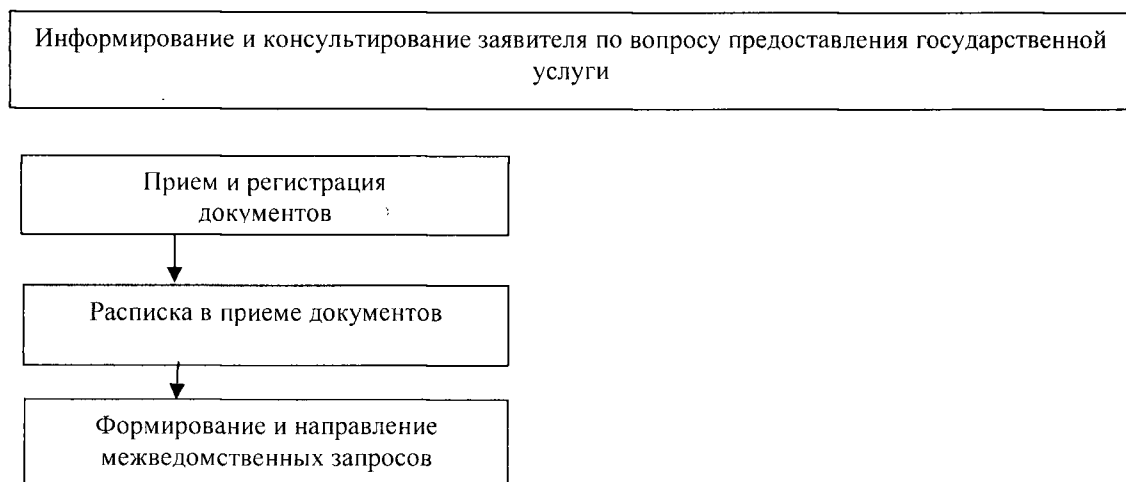 Информирование и консультирование заявителя по вопросу предоставления государственной
услуги
Прием и регистрация
документов
Расписка в приеме документов
Формирование и направление
межведомственных запросов